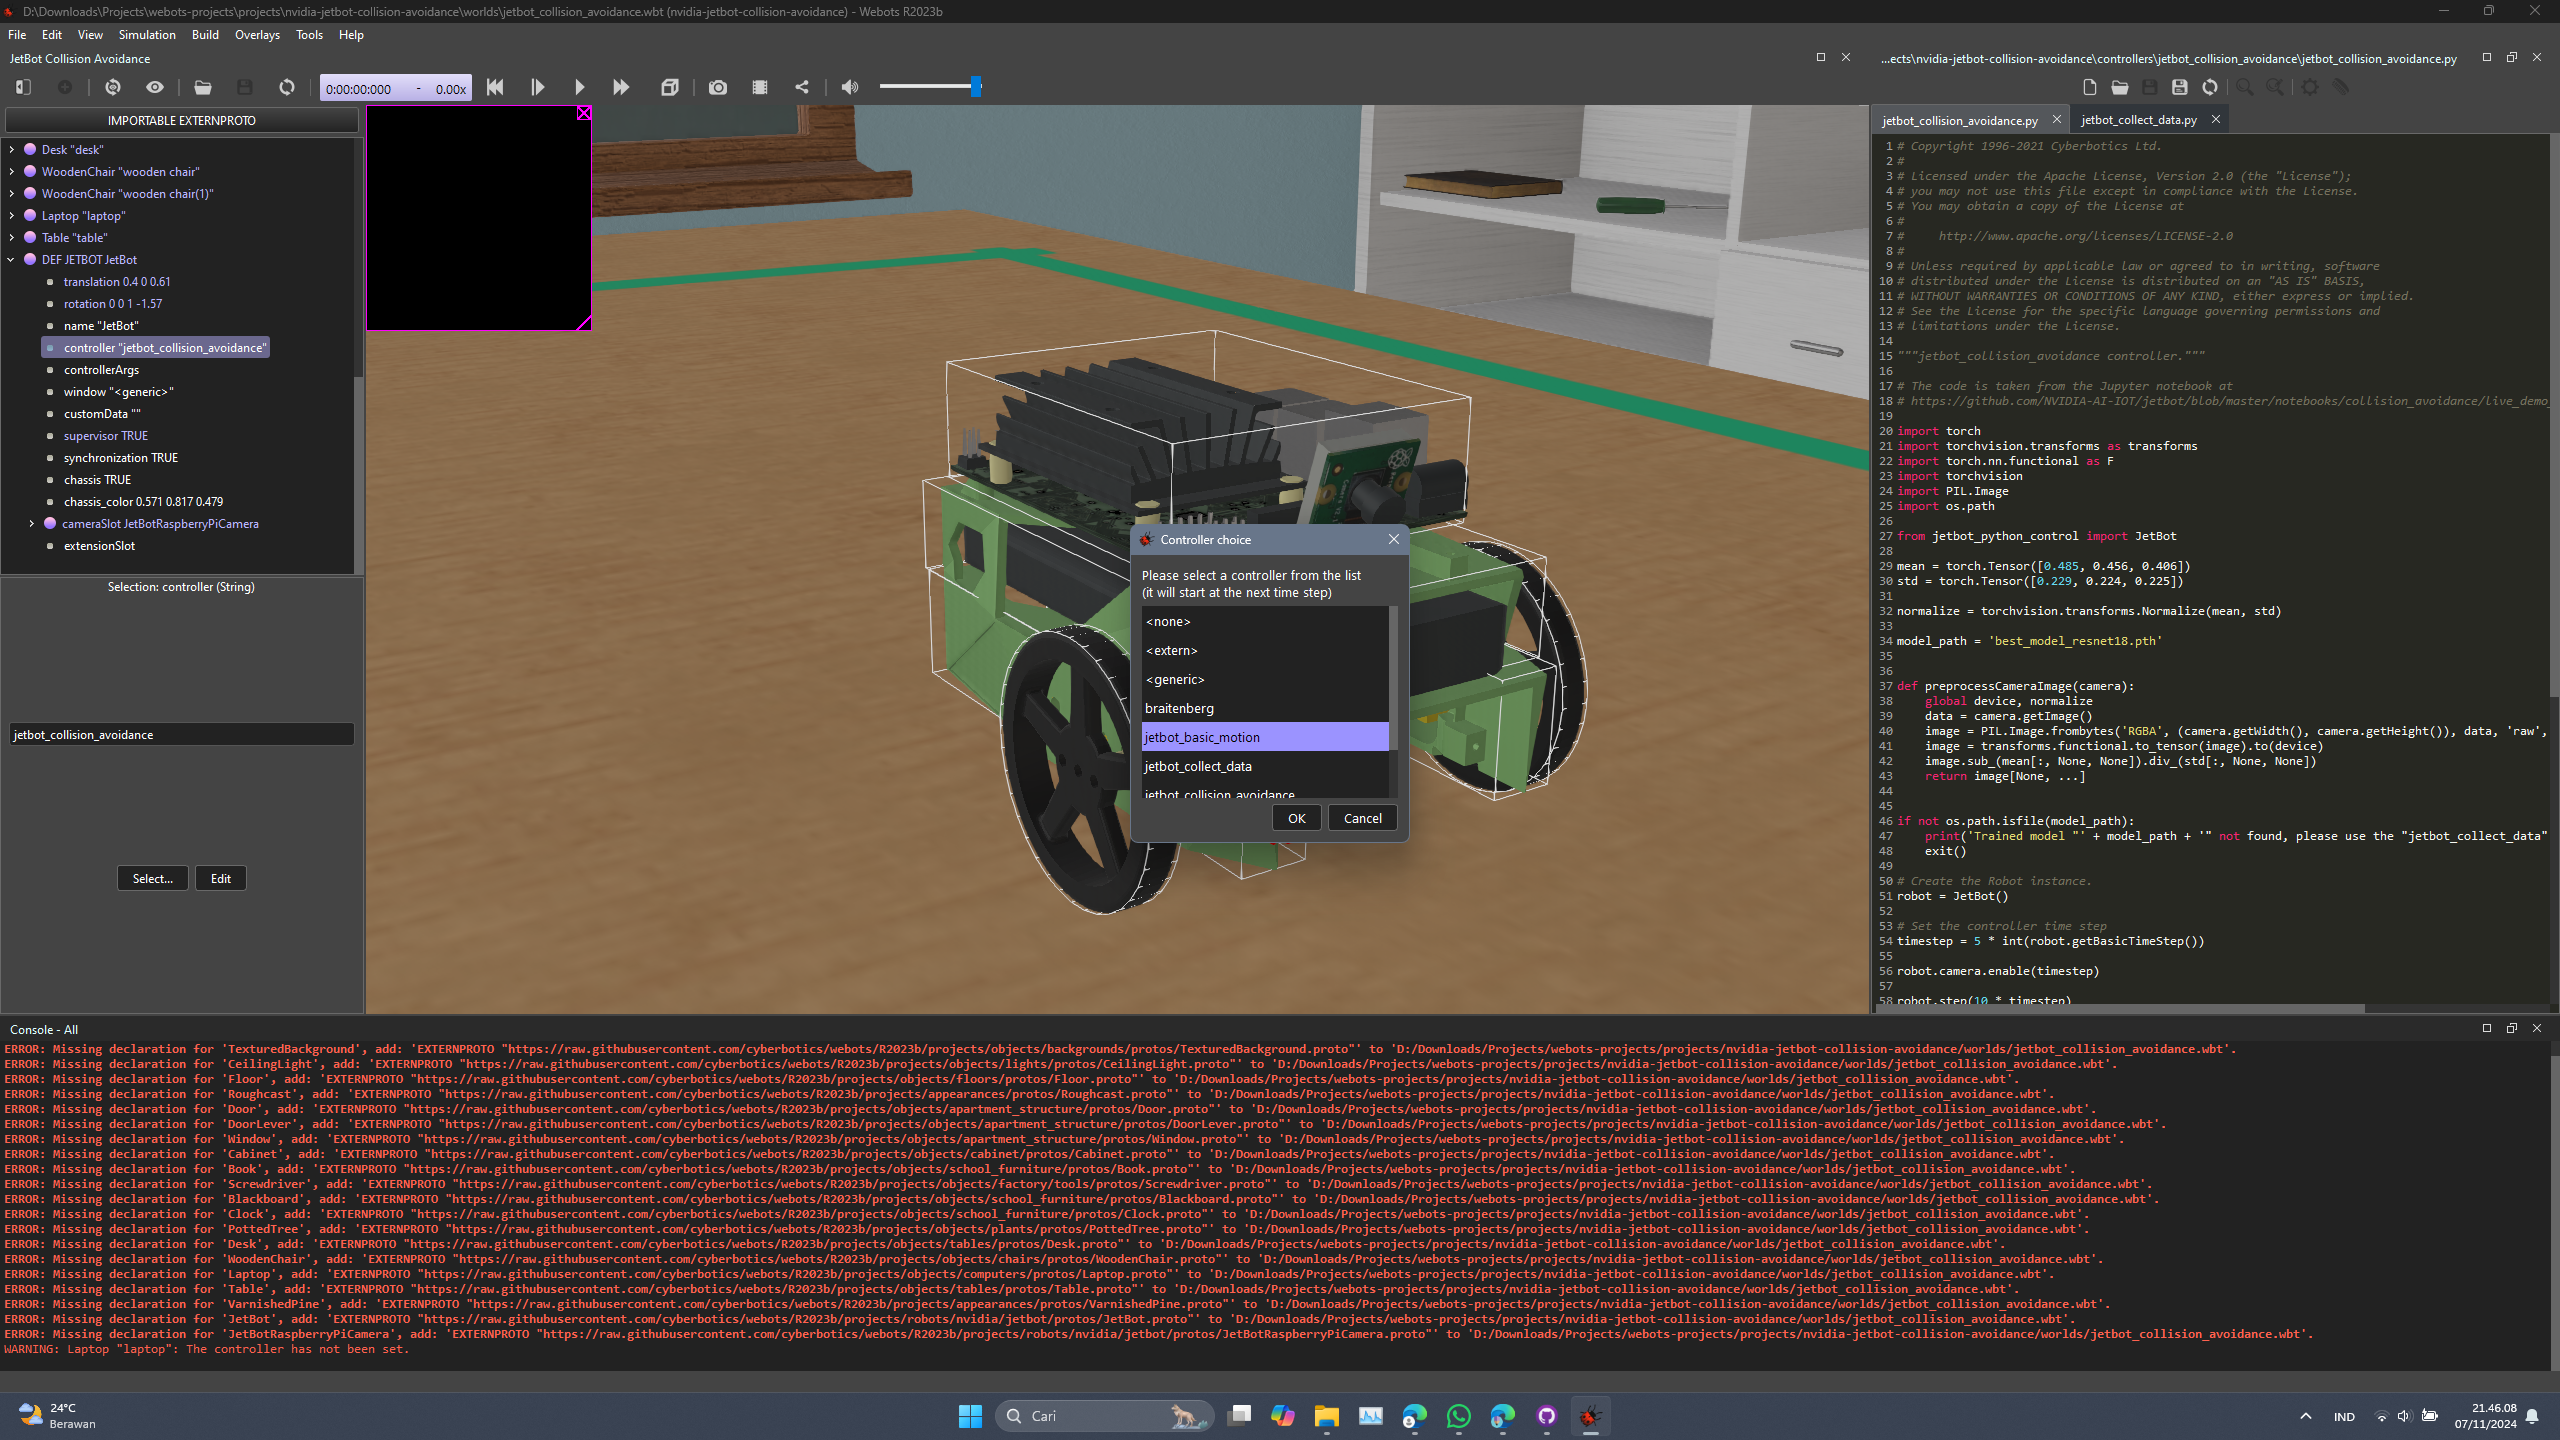 D:\Downloads\Projects\webots-projects\projects\nvidia-jetbot-collision-avoidance\worlds\jetbot_collision_avoidance.wbt (nvidia-jetbot-collision-avoidance) - Webots R2023b
File Edit View Simulation Build Overlays Tools Help
JetBot Collision Avoidance
0:00:00:000 - 0.00x
IMPORTABLE EXTERNPROTO
Desk "desk"
WoodenChair "wooden chair"
WoodenChair "wooden chair(1)"
Laptop "laptop"
Table "table"
DEF JETBOT JetBot
translation 0.4 0 0.61
rotation 0 0 1 -1.57
name "JetBot"
controller "jetbot_collision_avoidance"
controllerArgs
window "<generic>"
customData ""
supervisor TRUE
synchronization TRUE
chassis TRUE
chassis_color 0.571 0.817 0.479
cameraSlot JetBotRaspberryPiCamera
extensionSlot
Selection: controller (String)
jetbot_collision_avoidance
Select...
Edit
Controller choice
Please select a controller from the list
(it will start at the next time step)
<none>
<extern>
<generic>
braitenberg
jetbot_basic_motion
jetbot_collect_data
jetbot_collision_avoidance
OK
Cancel
...ects\nvidia-jetbot-collision-avoidance\controllers\jetbot_collision_avoidance\jetbot_collision_avoidance.py
jetbot_collision_avoidance.py
jetbot_collect_data.py
1 # Copyright 1996-2021 Cyberbotics Ltd.
2 #
3 # Licensed under the Apache License, Version 2.0 (the "License");
4 # you may not use this file except in compliance with the License.
5 # You may obtain a copy of the License at
6 #
7 #     http://www.apache.org/licenses/LICENSE-2.0
8 #
9 # Unless required by applicable law or agreed to in writing, software
10 # distributed under the License is distributed on an "AS IS" BASIS,
11 # WITHOUT WARRANTIES OR CONDITIONS OF ANY KIND, either express or implied.
12 # See the License for the specific language governing permissions and
13 # limitations under the License.
14
15 """jetbot_collision_avoidance controller."""
16
17 # The code is taken from the Jupyter notebook at
18 # https://github.com/NVIDIA-AI-IOT/jetbot/blob/master/notebooks/collision_avoidance/live_demo_
19
20 import torch
21 import torchvision.transforms as transforms
22 import torch.nn.functional as F
23 import torchvision
24 import PIL.Image
25 import os.path
26
27 from jetbot_python_control import JetBot
28
29 mean = torch.Tensor([0.485, 0.456, 0.406])
30 std = torch.Tensor([0.229, 0.224, 0.225])
31
32 normalize = torchvision.transforms.Normalize(mean, std)
33
34 model_path = 'best_model_resnet18.pth'
35
36
37 def preprocessCameraImage(camera):
38     global device, normalize
39     data = camera.getImage()
40     image = PIL.Image.frombytes('RGBA', (camera.getWidth(), camera.getHeight()), data, 'raw',
41     image = transforms.functional.to_tensor(image).to(device)
42     image.sub_(mean[:, None, None]).div_(std[:, None, None])
43     return image[None, ...]
44
45
46 if not os.path.isfile(model_path):
47     print('Trained model "' + model_path + '" not found, please use the "jetbot_collect_data"
48     exit()
49
50 # Create the Robot instance.
51 robot = JetBot()
52
53 # Set the controller time step
54 timestep = 5 * int(robot.getBasicTimeStep())
55
56 robot.camera.enable(timestep)
57
58 robot.step(10 * timestep)
Console - All
ERROR: Missing declaration for 'TexturedBackground', add: 'EXTERNPROTO "https://raw.githubusercontent.com/cyberbotics/webots/R2023b/projects/objects/backgrounds/protos/TexturedBackground.proto"' to 'D:/Downloads/Projects/webots-projects/projects/nvidia-jetbot-collision-avoidance/worlds/jetbot_collision_avoidance.wbt'.
ERROR: Missing declaration for 'CeilingLight', add: 'EXTERNPROTO "https://raw.githubusercontent.com/cyberbotics/webots/R2023b/projects/objects/lights/protos/CeilingLight.proto"' to 'D:/Downloads/Projects/webots-projects/projects/nvidia-jetbot-collision-avoidance/worlds/jetbot_collision_avoidance.wbt'.
ERROR: Missing declaration for 'Floor', add: 'EXTERNPROTO "https://raw.githubusercontent.com/cyberbotics/webots/R2023b/projects/objects/floors/protos/Floor.proto"' to 'D:/Downloads/Projects/webots-projects/projects/nvidia-jetbot-collision-avoidance/worlds/jetbot_collision_avoidance.wbt'.
ERROR: Missing declaration for 'Roughcast', add: 'EXTERNPROTO "https://raw.githubusercontent.com/cyberbotics/webots/R2023b/projects/appearances/protos/Roughcast.proto"' to 'D:/Downloads/Projects/webots-projects/projects/nvidia-jetbot-collision-avoidance/worlds/jetbot_collision_avoidance.wbt'.
ERROR: Missing declaration for 'Door', add: 'EXTERNPROTO "https://raw.githubusercontent.com/cyberbotics/webots/R2023b/projects/objects/apartment_structure/protos/Door.proto"' to 'D:/Downloads/Projects/webots-projects/projects/nvidia-jetbot-collision-avoidance/worlds/jetbot_collision_avoidance.wbt'.
ERROR: Missing declaration for 'DoorLever', add: 'EXTERNPROTO "https://raw.githubusercontent.com/cyberbotics/webots/R2023b/projects/objects/apartment_structure/protos/DoorLever.proto"' to 'D:/Downloads/Projects/webots-projects/projects/nvidia-jetbot-collision-avoidance/worlds/jetbot_collision_avoidance.wbt'.
ERROR: Missing declaration for 'Window', add: 'EXTERNPROTO "https://raw.githubusercontent.com/cyberbotics/webots/R2023b/projects/objects/apartment_structure/protos/Window.proto"' to 'D:/Downloads/Projects/webots-projects/projects/nvidia-jetbot-collision-avoidance/worlds/jetbot_collision_avoidance.wbt'.
ERROR: Missing declaration for 'Cabinet', add: 'EXTERNPROTO "https://raw.githubusercontent.com/cyberbotics/webots/R2023b/projects/objects/cabinet/protos/Cabinet.proto"' to 'D:/Downloads/Projects/webots-projects/projects/nvidia-jetbot-collision-avoidance/worlds/jetbot_collision_avoidance.wbt'.
ERROR: Missing declaration for 'Book', add: 'EXTERNPROTO "https://raw.githubusercontent.com/cyberbotics/webots/R2023b/projects/objects/school_furniture/protos/Book.proto"' to 'D:/Downloads/Projects/webots-projects/projects/nvidia-jetbot-collision-avoidance/worlds/jetbot_collision_avoidance.wbt'.
ERROR: Missing declaration for 'Screwdriver', add: 'EXTERNPROTO "https://raw.githubusercontent.com/cyberbotics/webots/R2023b/projects/objects/factory/tools/protos/Screwdriver.proto"' to 'D:/Downloads/Projects/webots-projects/projects/nvidia-jetbot-collision-avoidance/worlds/jetbot_collision_avoidance.wbt'.
ERROR: Missing declaration for 'Blackboard', add: 'EXTERNPROTO "https://raw.githubusercontent.com/cyberbotics/webots/R2023b/projects/objects/school_furniture/protos/Blackboard.proto"' to 'D:/Downloads/Projects/webots-projects/projects/nvidia-jetbot-collision-avoidance/worlds/jetbot_collision_avoidance.wbt'.
ERROR: Missing declaration for 'Clock', add: 'EXTERNPROTO "https://raw.githubusercontent.com/cyberbotics/webots/R2023b/projects/objects/school_furniture/protos/Clock.proto"' to 'D:/Downloads/Projects/webots-projects/projects/nvidia-jetbot-collision-avoidance/worlds/jetbot_collision_avoidance.wbt'.
ERROR: Missing declaration for 'PottedTree', add: 'EXTERNPROTO "https://raw.githubusercontent.com/cyberbotics/webots/R2023b/projects/objects/plants/protos/PottedTree.proto"' to 'D:/Downloads/Projects/webots-projects/projects/nvidia-jetbot-collision-avoidance/worlds/jetbot_collision_avoidance.wbt'.
ERROR: Missing declaration for 'Desk', add: 'EXTERNPROTO "https://raw.githubusercontent.com/cyberbotics/webots/R2023b/projects/objects/tables/protos/Desk.proto"' to 'D:/Downloads/Projects/webots-projects/projects/nvidia-jetbot-collision-avoidance/worlds/jetbot_collision_avoidance.wbt'.
ERROR: Missing declaration for 'WoodenChair', add: 'EXTERNPROTO "https://raw.githubusercontent.com/cyberbotics/webots/R2023b/projects/objects/chairs/protos/WoodenChair.proto"' to 'D:/Downloads/Projects/webots-projects/projects/nvidia-jetbot-collision-avoidance/worlds/jetbot_collision_avoidance.wbt'.
ERROR: Missing declaration for 'Laptop', add: 'EXTERNPROTO "https://raw.githubusercontent.com/cyberbotics/webots/R2023b/projects/objects/computers/protos/Laptop.proto"' to 'D:/Downloads/Projects/webots-projects/projects/nvidia-jetbot-collision-avoidance/worlds/jetbot_collision_avoidance.wbt'.
ERROR: Missing declaration for 'Table', add: 'EXTERNPROTO "https://raw.githubusercontent.com/cyberbotics/webots/R2023b/projects/objects/tables/protos/Table.proto"' to 'D:/Downloads/Projects/webots-projects/projects/nvidia-jetbot-collision-avoidance/worlds/jetbot_collision_avoidance.wbt'.
ERROR: Missing declaration for 'VarnishedPine', add: 'EXTERNPROTO "https://raw.githubusercontent.com/cyberbotics/webots/R2023b/projects/appearances/protos/VarnishedPine.proto"' to 'D:/Downloads/Projects/webots-projects/projects/nvidia-jetbot-collision-avoidance/worlds/jetbot_collision_avoidance.wbt'.
ERROR: Missing declaration for 'JetBot', add: 'EXTERNPROTO "https://raw.githubusercontent.com/cyberbotics/webots/R2023b/projects/robots/nvidia/jetbot/protos/JetBot.proto"' to 'D:/Downloads/Projects/webots-projects/projects/nvidia-jetbot-collision-avoidance/worlds/jetbot_collision_avoidance.wbt'.
ERROR: Missing declaration for 'JetBotRaspberryPiCamera', add: 'EXTERNPROTO "https://raw.githubusercontent.com/cyberbotics/webots/R2023b/projects/robots/nvidia/jetbot/protos/JetBotRaspberryPiCamera.proto"' to 'D:/Downloads/Projects/webots-projects/projects/nvidia-jetbot-collision-avoidance/worlds/jetbot_collision_avoidance.wbt'.
WARNING: Laptop "laptop": The controller has not been set.
24°C
Berawan
Cari
IND
21.46.08
07/11/2024